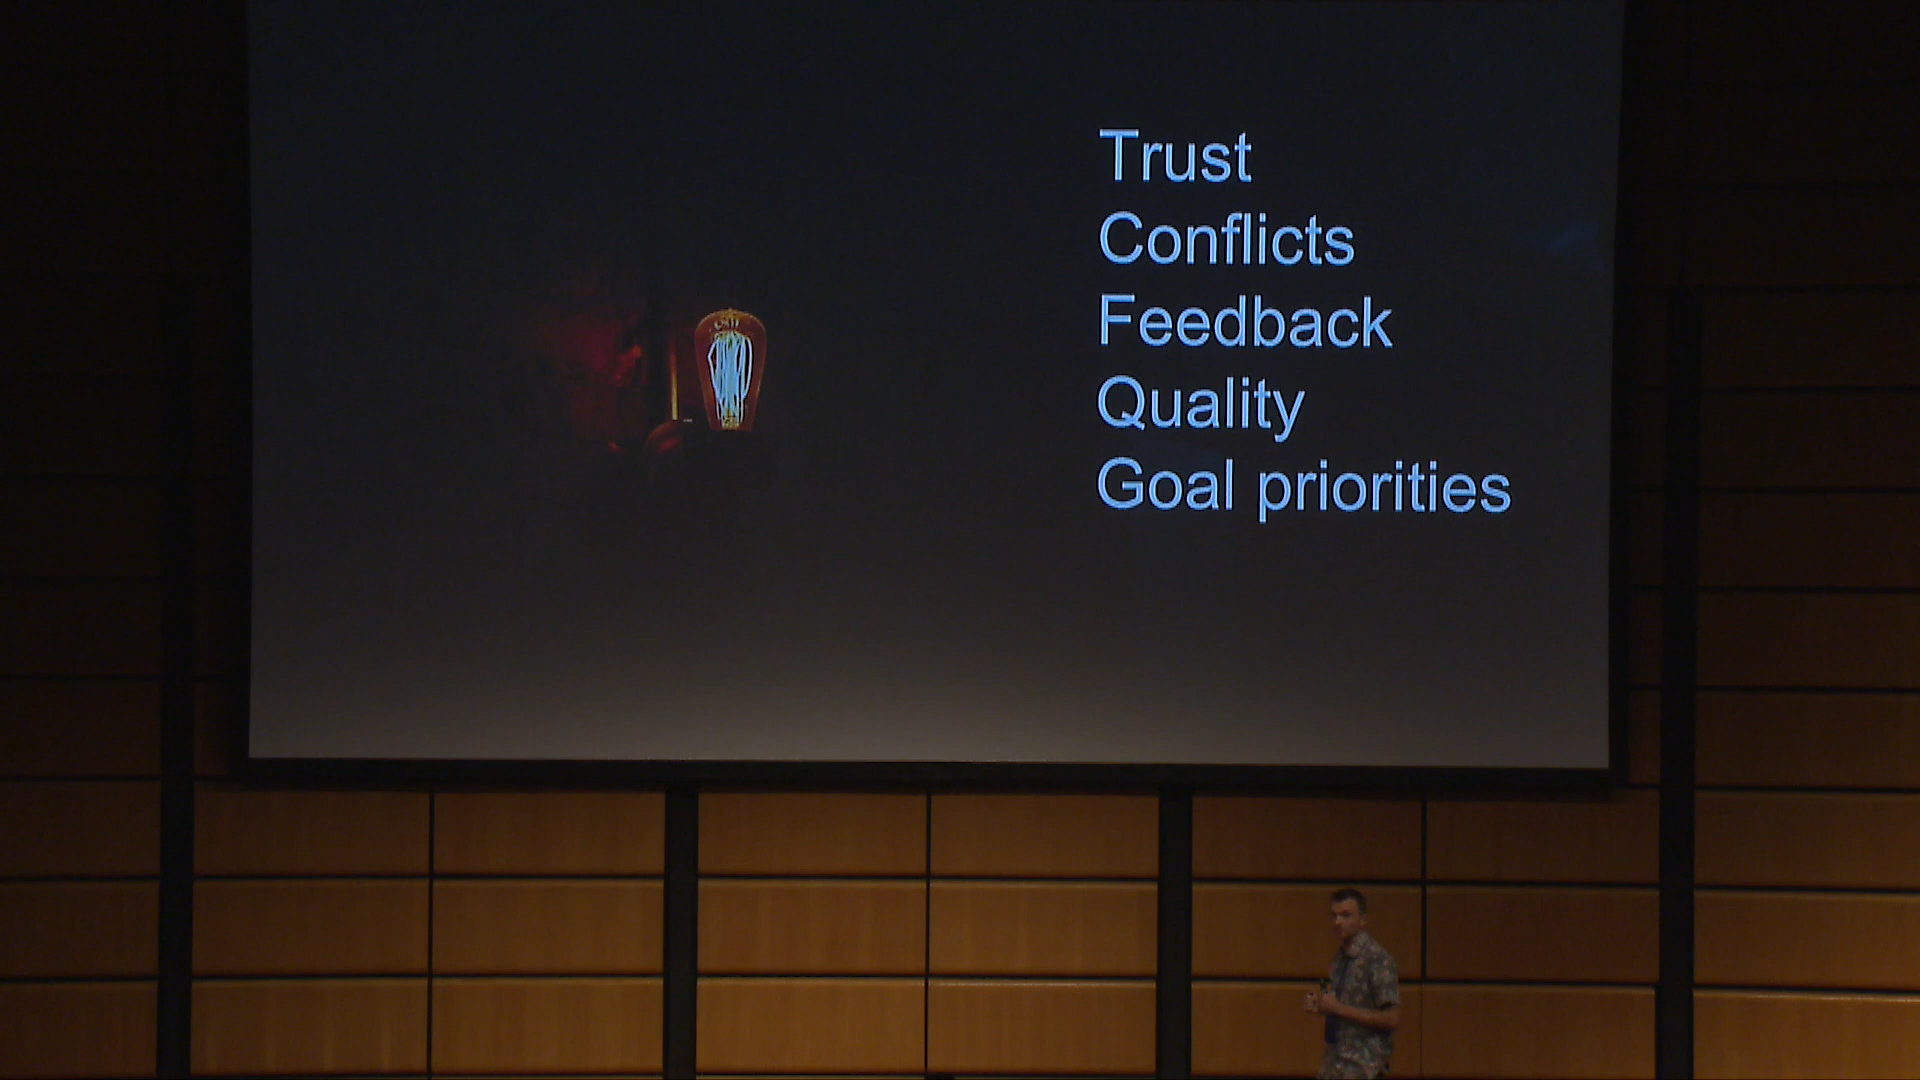 Trust
Conflicts
Feedback
Quality
Goal priorities